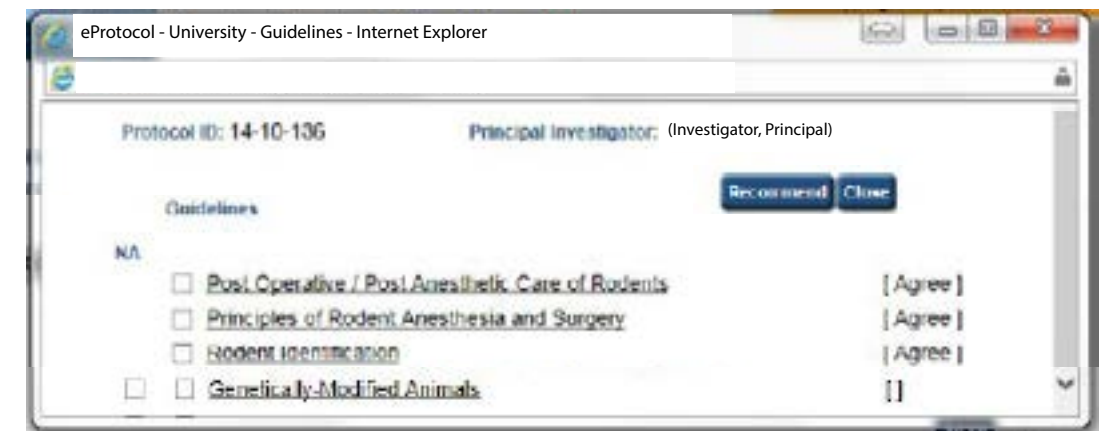 eProtocol - University - Guidelines - Internet Explorer
Protocol ID: 14-10-136 Principal Investigator: (Investigator, Principal)
Recommend Close
Guidelines
NA
Post Operative / Post Anesthetic Care of Rodents [ Agree ]
Principles of Rodent Anesthesia and Surgery [ Agree ]
Rodent Identification [ Agree ]
Genetically-Modified Animals [ ]